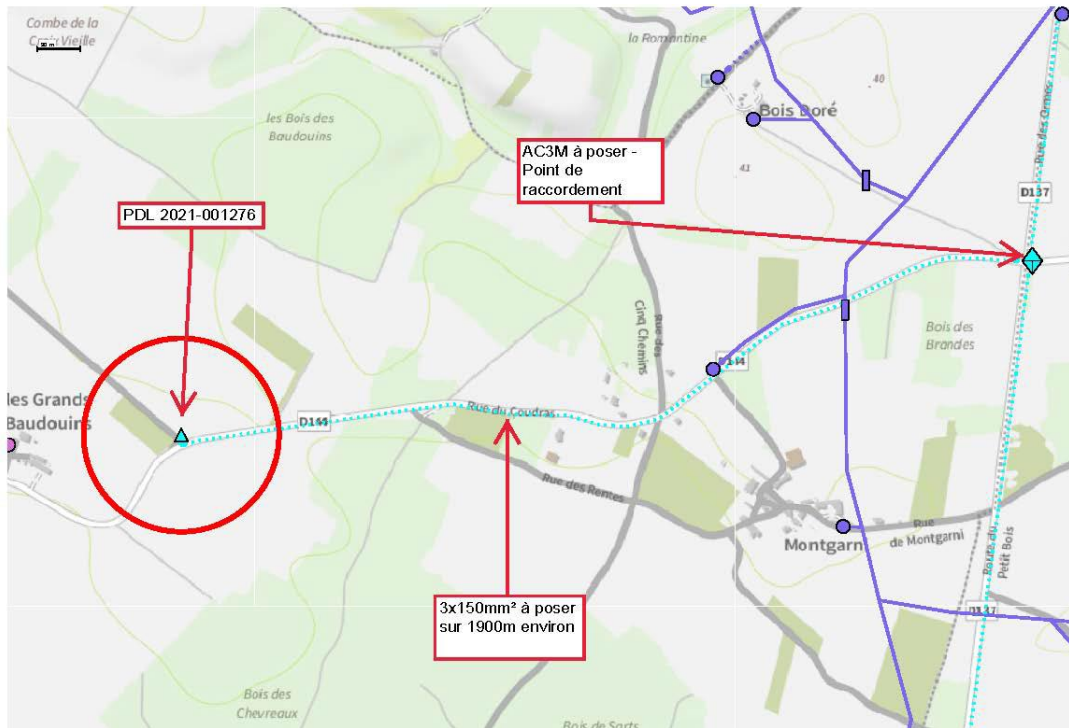 Combe de la
Croix Vieille
la Romantine
40
Bois Doré
les Bois des
Baudouins
41
AC3M à poser -
Point de
raccordement
D137
Rue des Ormes
PDL 2021-001276
Rue des
Cinq Chemins
Bois des
Brandes
les Grands
Baudouins
D165
Rue du Coudras
Rue des Rentes
Montgarni
Rue
de Montgarni
Route du
Petit Bois
3x150mm² à poser
sur 1900m environ
D137
Bois des
Chevreaux
Bois de Sarts